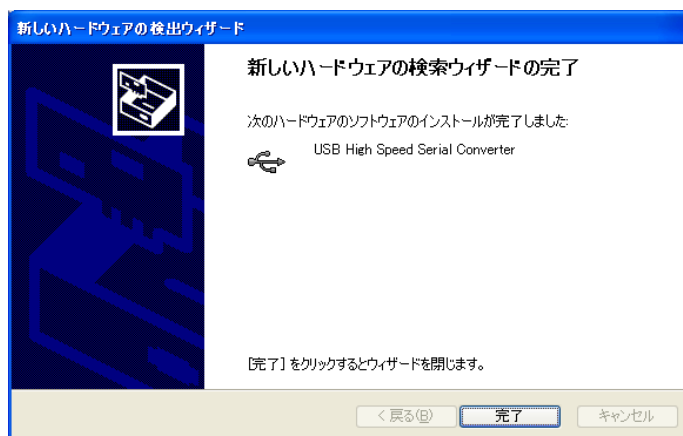 新しいハードウェアの検出ウィザード
新しいハードウェアの検索ウィザードの完了
次のハードウェアのソフトウェアのインストールが完了しました:
USB High Speed Serial Converter
[完了] をクリックするとウィザードを閉じます。
< 戻る(B)
完了
キャンセル